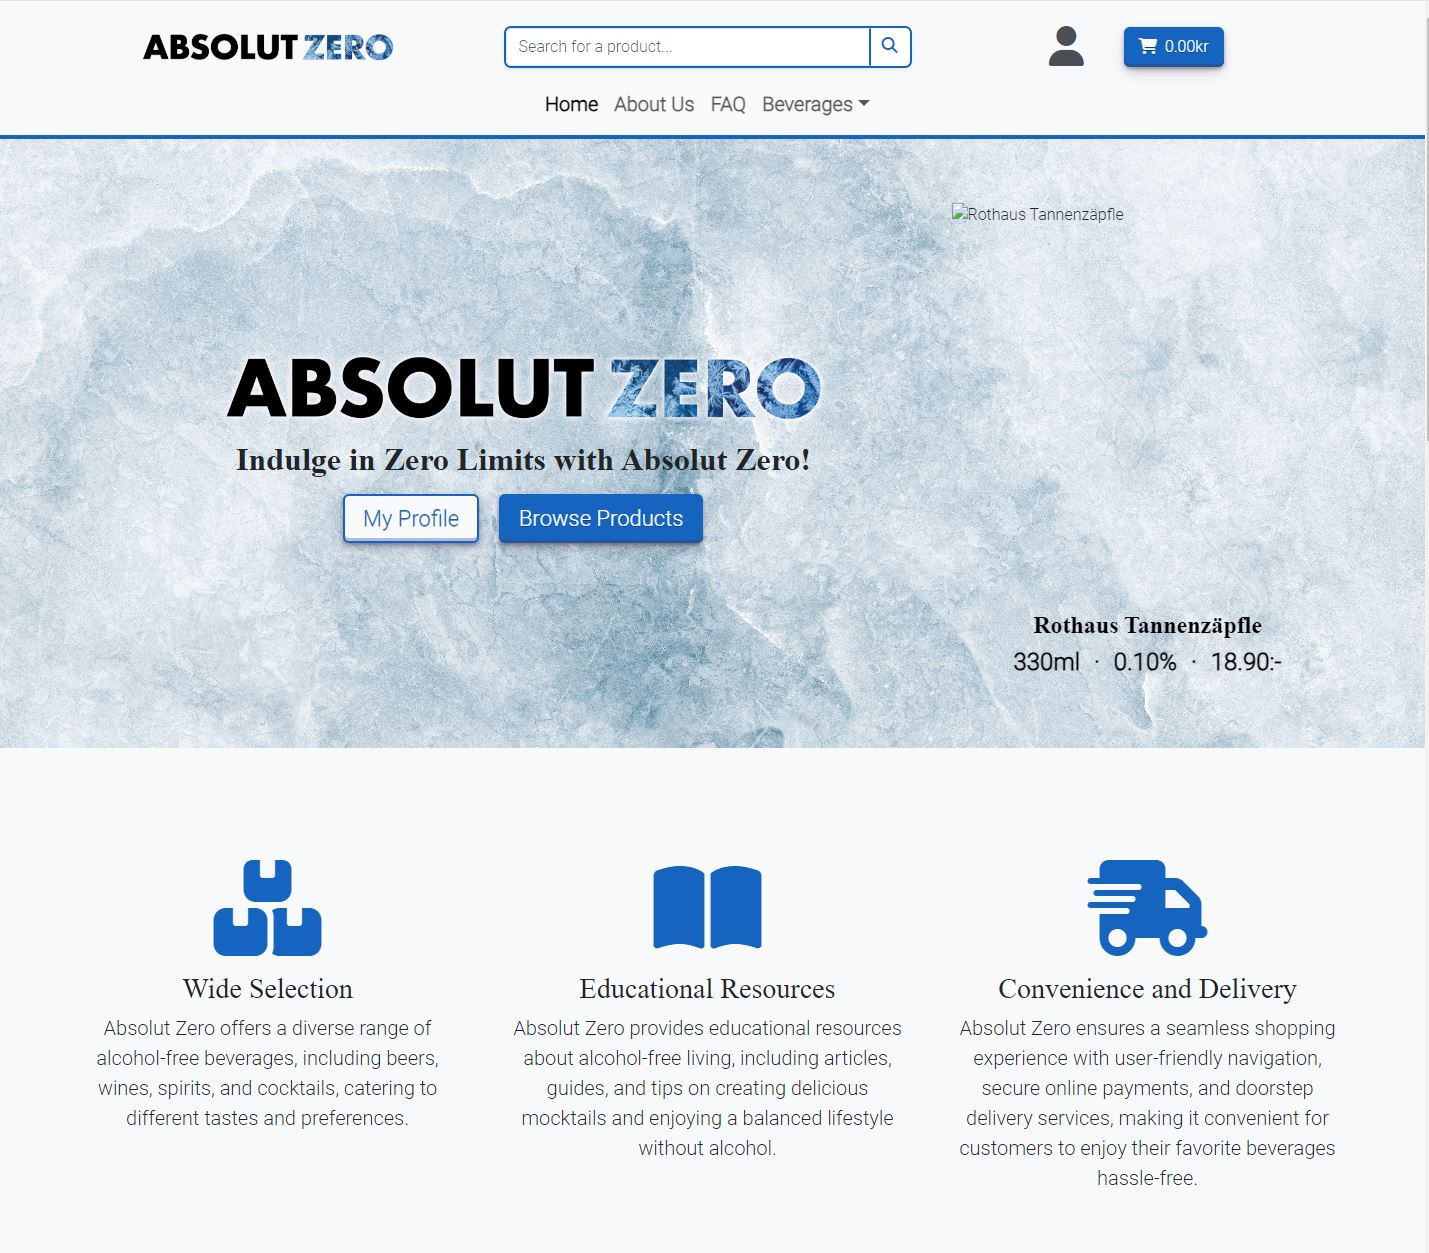 ABSOLUT ZERO
Search for a product...
0.00kr
Home About Us FAQ Beverages
Rothaus Tannenzäpfle
ABSOLUT ZERO
Indulge in Zero Limits with Absolut Zero!
My Profile Browse Products
Rothaus Tannenzäpfle
330ml · 0.10% · 18.90:-
Wide Selection
Absolut Zero offers a diverse range of
alcohol-free beverages, including beers,
wines, spirits, and cocktails, catering to
different tastes and preferences.
Educational Resources
Absolut Zero provides educational resources
about alcohol-free living, including articles,
guides, and tips on creating delicious
mocktails and enjoying a balanced lifestyle
without alcohol.
Convenience and Delivery
Absolut Zero ensures a seamless shopping
experience with user-friendly navigation,
secure online payments, and doorstep
delivery services, making it convenient for
customers to enjoy their favorite beverages
hassle-free.